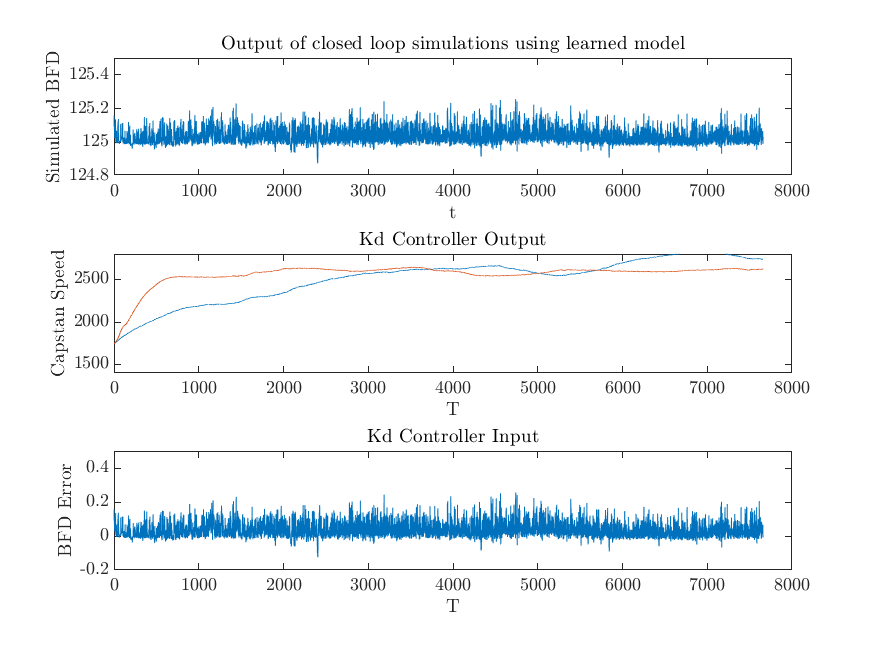 Output of closed loop simulations using learned model
Simulated BFD
125.4
125.2
125
124.8
0 1000 2000 3000 4000 5000 6000 7000 8000
t
Kd Controller Output
Capstan Speed
2500
2000
1500
0 1000 2000 3000 4000 5000 6000 7000 8000
T
Kd Controller Input
BFD Error
0.4
0.2
0
-0.2
0 1000 2000 3000 4000 5000 6000 7000 8000
T